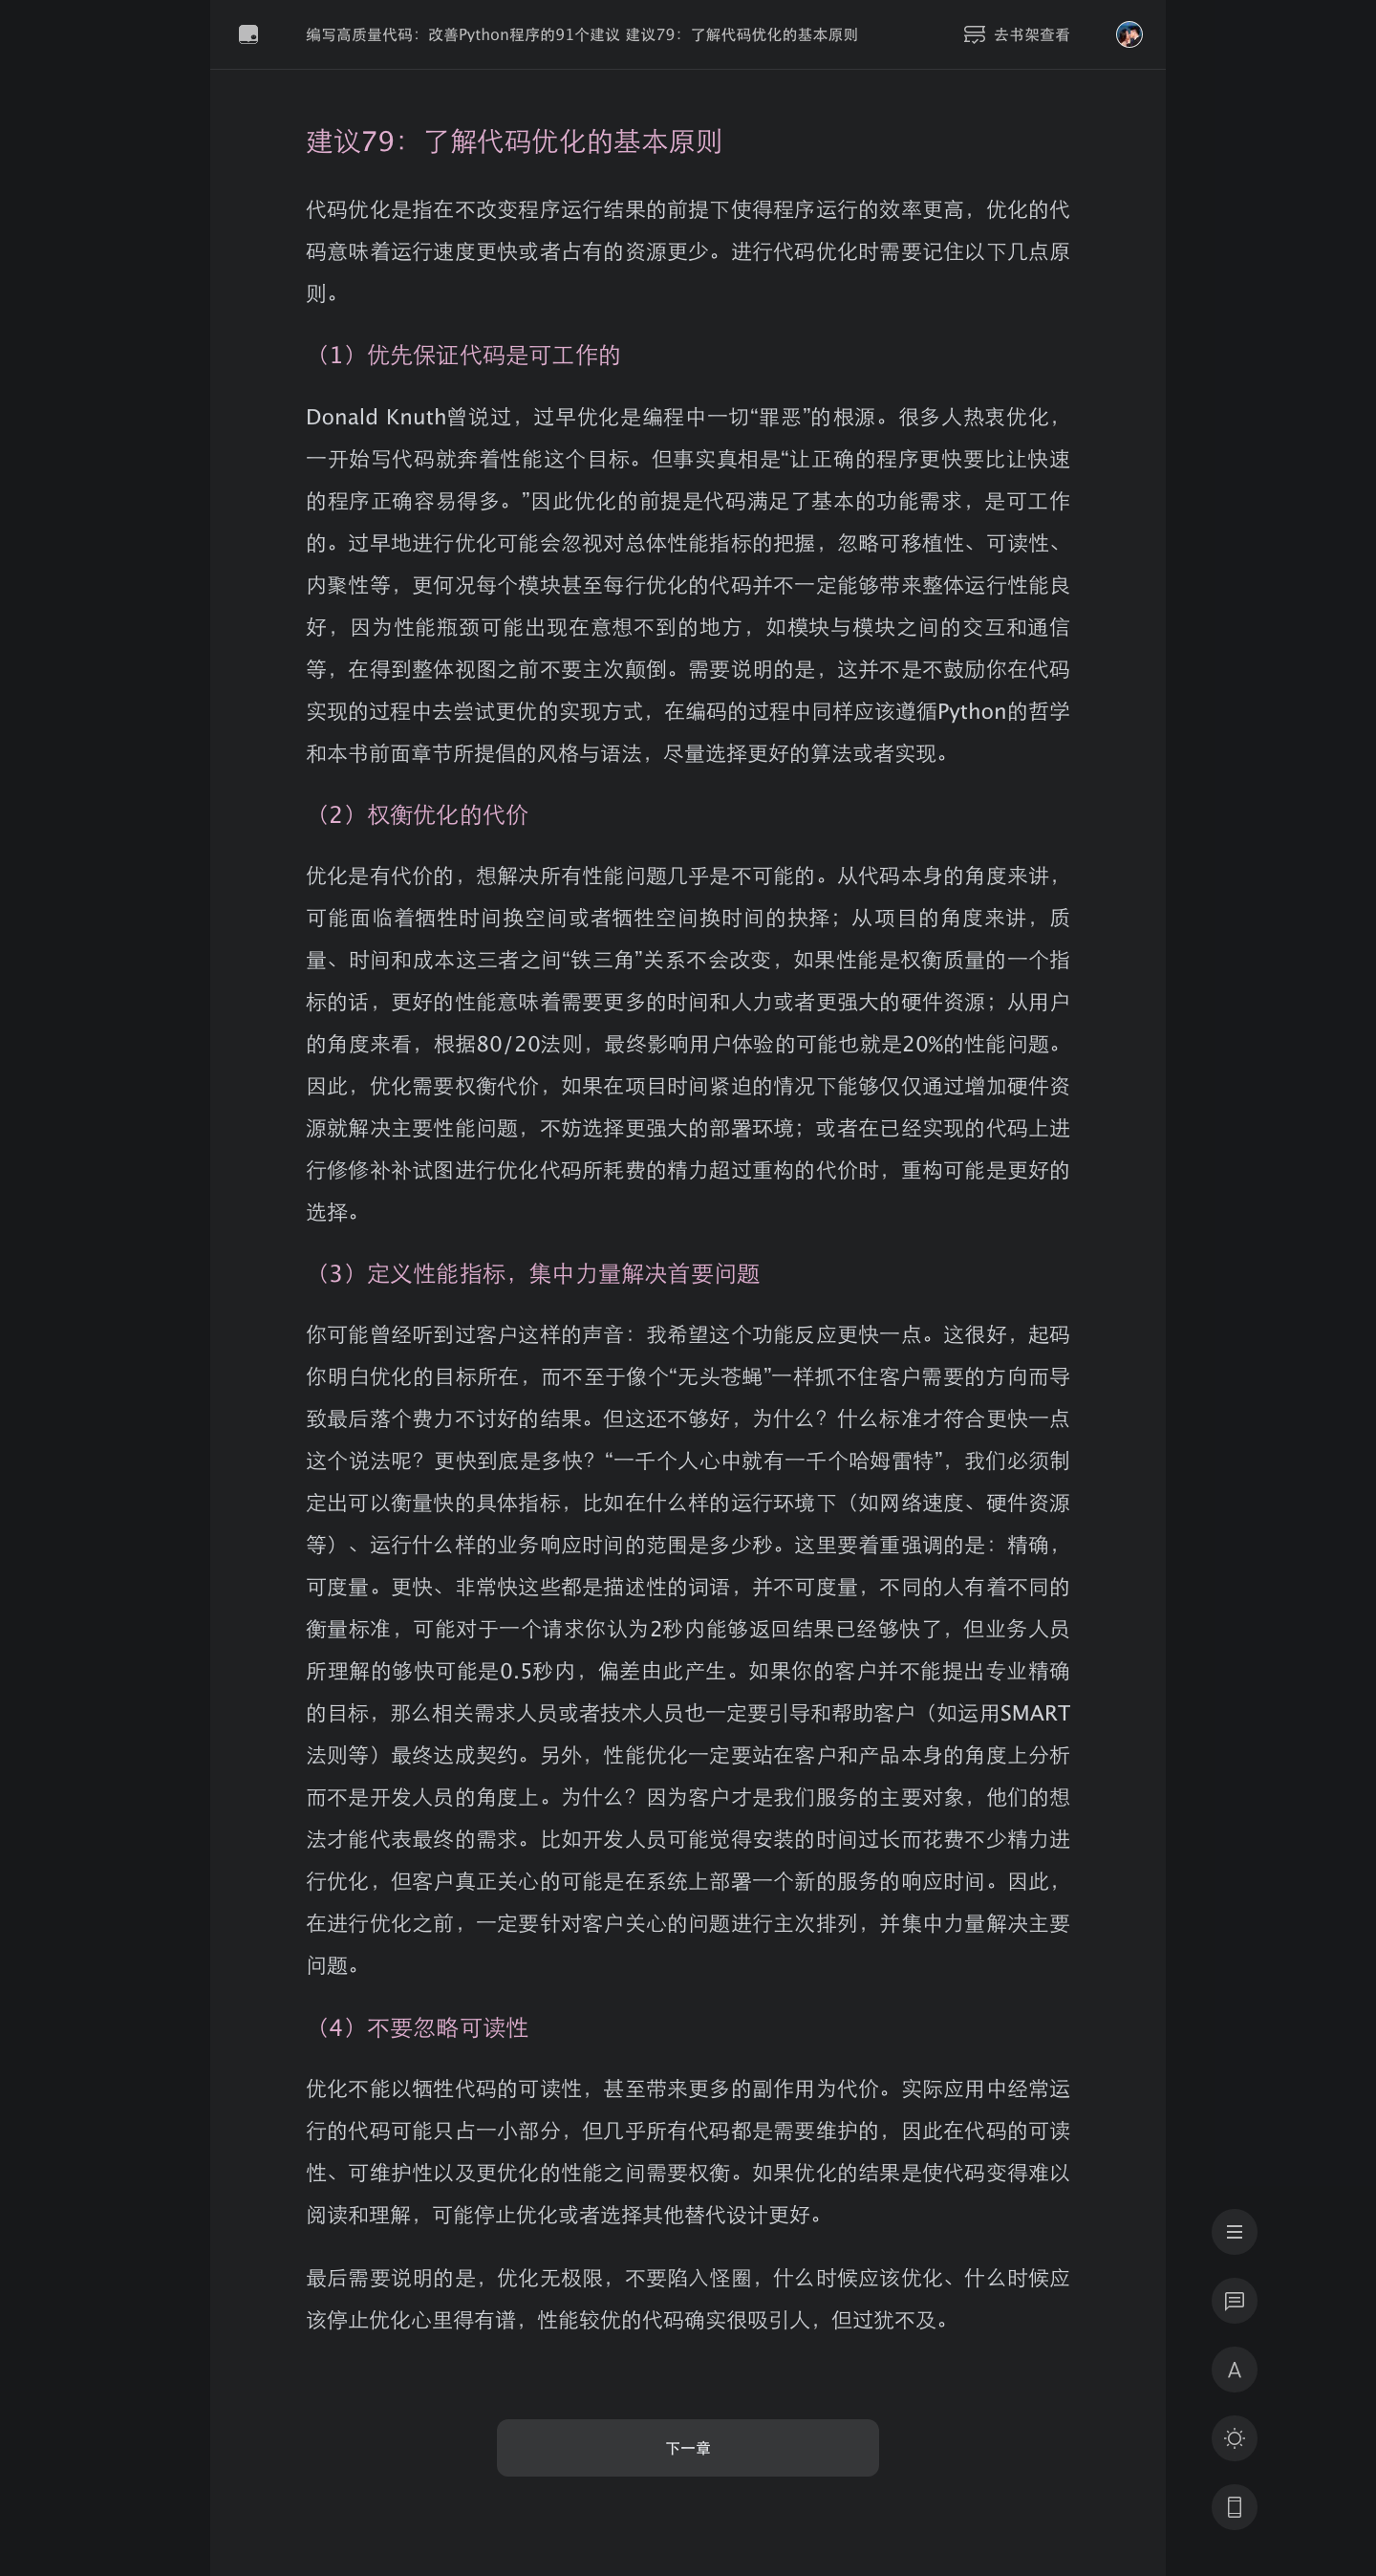 编写高质量代码：改善Python程序的91个建议 建议79：了解代码优化的基本原则
去书架查看
建议79：了解代码优化的基本原则
代码优化是指在不改变程序运行结果的前提下使得程序运行的效率更高，优化的代
码意味着运行速度更快或者占有的资源更少。进行代码优化时需要记住以下几点原
则。
（1）优先保证代码是可工作的
Donald Knuth曾说过，过早优化是编程中一切“罪恶”的根源。很多人热衷优化，
一开始写代码就奔着性能这个目标。但事实真相是“让正确的程序更快要比让快速
的程序正确容易得多。”因此优化的前提是代码满足了基本的功能需求，是可工作
的。过早地进行优化可能会忽视对总体性能指标的把握，忽略可移植性、可读性、
内聚性等，更何况每个模块甚至每行优化的代码并不一定能够带来整体运行性能良
好，因为性能瓶颈可能出现在意想不到的地方，如模块与模块之间的交互和通信
等，在得到整体视图之前不要主次颠倒。需要说明的是，这并不是不鼓励你在代码
实现的过程中去尝试更优的实现方式，在编码的过程中同样应该遵循Python的哲学
和本书前面章节所提倡的风格与语法，尽量选择更好的算法或者实现。
（2）权衡优化的代价
优化是有代价的，想解决所有性能问题几乎是不可能的。从代码本身的角度来讲，
可能面临着牺牲时间换空间或者牺牲空间换时间的抉择；从项目的角度来讲，质
量、时间和成本这三者之间“铁三角”关系不会改变，如果性能是权衡质量的一个指
标的话，更好的性能意味着需要更多的时间和人力或者更强大的硬件资源；从用户
的角度来看，根据80/20法则，最终影响用户体验的可能也就是20%的性能问题。
因此，优化需要权衡代价，如果在项目时间紧迫的情况下能够仅仅通过增加硬件资
源就解决主要性能问题，不妨选择更强大的部署环境；或者在已经实现的代码上进
行修修补补试图进行优化代码所耗费的精力超过重构的代价时，重构可能是更好的
选择。
（3）定义性能指标，集中力量解决首要问题
你可能曾经听到过客户这样的声音：我希望这个功能反应更快一点。这很好，起码
你明白优化的目标所在，而不至于像个“无头苍蝇”一样抓不住客户需要的方向而导
致最后落个费力不讨好的结果。但这还不够好，为什么？什么标准才符合更快一点
这个说法呢？更快到底是多快？“一千个人心中就有一千个哈姆雷特”，我们必须制
定出可以衡量快的具体指标，比如在什么样的运行环境下（如网络速度、硬件资源
等）、运行什么样的业务响应时间的范围是多少秒。这里要着重强调的是：精确，
可度量。更快、非常快这些都是描述性的词语，并不可度量，不同的人有着不同的
衡量标准，可能对于一个请求你认为2秒内能够返回结果已经够快了，但业务人员
所理解的够快可能是0.5秒内，偏差由此产生。如果你的客户并不能提出专业精确
的目标，那么相关需求人员或者技术人员也一定要引导和帮助客户（如运用SMART
法则等）最终达成契约。另外，性能优化一定要站在客户和产品本身的角度上分析
而不是开发人员的角度上。为什么？因为客户才是我们服务的主要对象，他们的想
法才能代表最终的需求。比如开发人员可能觉得安装的时间过长而花费不少精力进
行优化，但客户真正关心的可能是在系统上部署一个新的服务的响应时间。因此，
在进行优化之前，一定要针对客户关心的问题进行主次排列，并集中力量解决主要
问题。
（4）不要忽略可读性
优化不能以牺牲代码的可读性，甚至带来更多的副作用为代价。实际应用中经常运
行的代码可能只占一小部分，但几乎所有代码都是需要维护的，因此在代码的可读
性、可维护性以及更优化的性能之间需要权衡。如果优化的结果是使代码变得难以
阅读和理解，可能停止优化或者选择其他替代设计更好。
最后需要说明的是，优化无极限，不要陷入怪圈，什么时候应该优化、什么时候应
该停止优化心里得有谱，性能较优的代码确实很吸引人，但过犹不及。
下一章